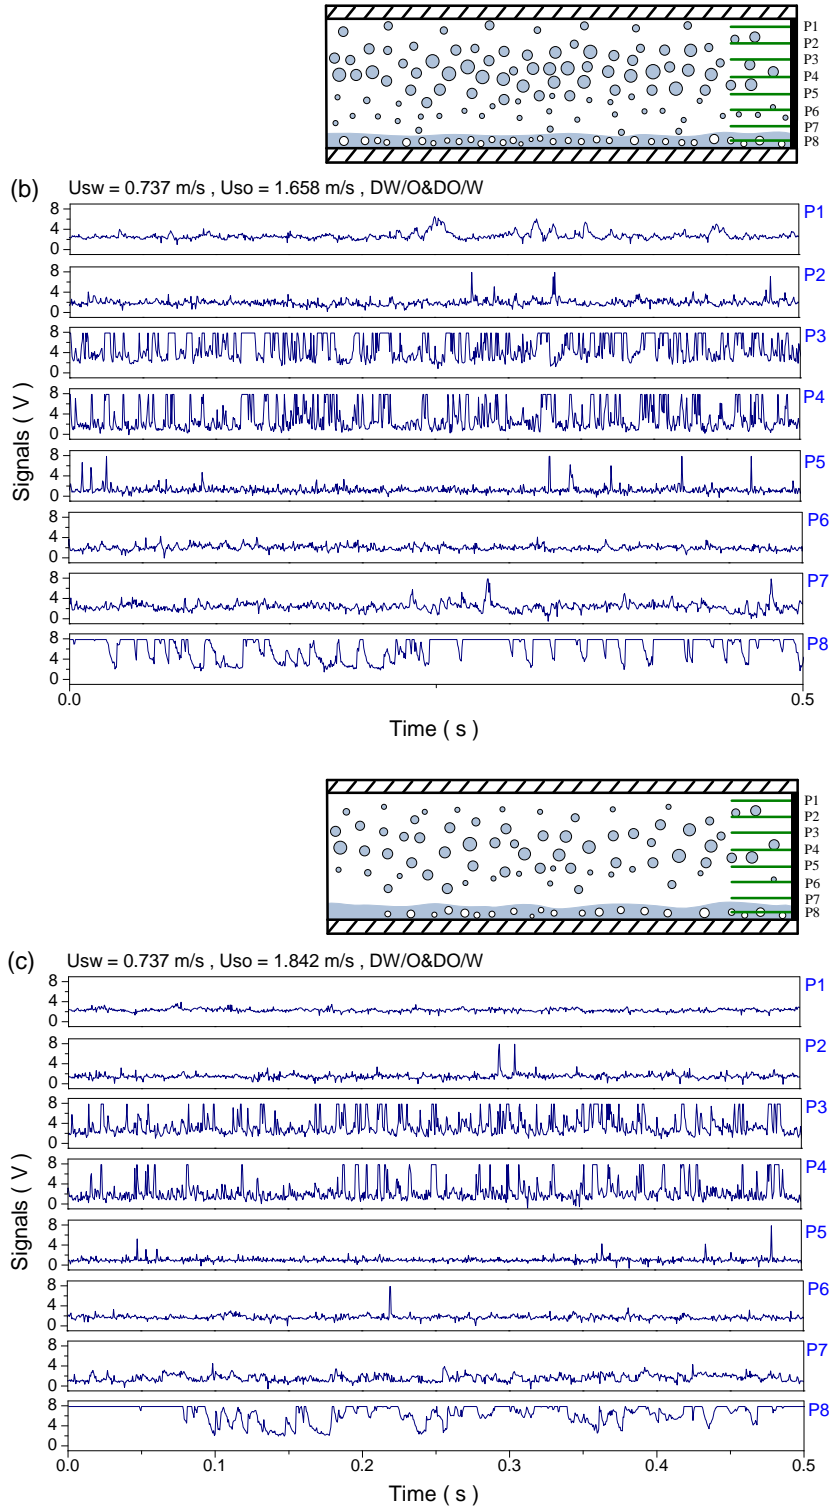 P1
P2
P3
P4
P5
P6
P7
P8
(b) Usw = 0.737 m/s , Uso = 1.658 m/s , DW/O&DO/W
8
4
0
P1
8
4
0
P2
8
4
0
P3
8
4
0
P4
8
4
0
P5
8
4
0
P6
8
4
0
P7
8
4
0
P8
Signals ( V )
0.0 0.5
Time ( s )
P1
P2
P3
P4
P5
P6
P7
P8
(c) Usw = 0.737 m/s , Uso = 1.842 m/s , DW/O&DO/W
8
4
0
P1
8
4
0
P2
8
4
0
P3
8
4
0
P4
8
4
0
P5
8
4
0
P6
8
4
0
P7
8
4
0
P8
Signals ( V )
0.0 0.1 0.2 0.3 0.4 0.5
Time ( s )